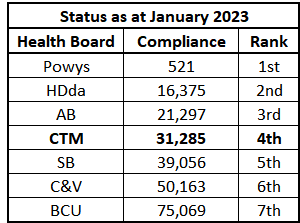 Status as at January 2023
Health Board Compliance Rank
Powys 521 1st
HDda 16,375 2nd
AB 21,297 3rd
CTM 31,285 4th
SB 39,056 5th
C&V 50,163 6th
BCU 75,069 7th